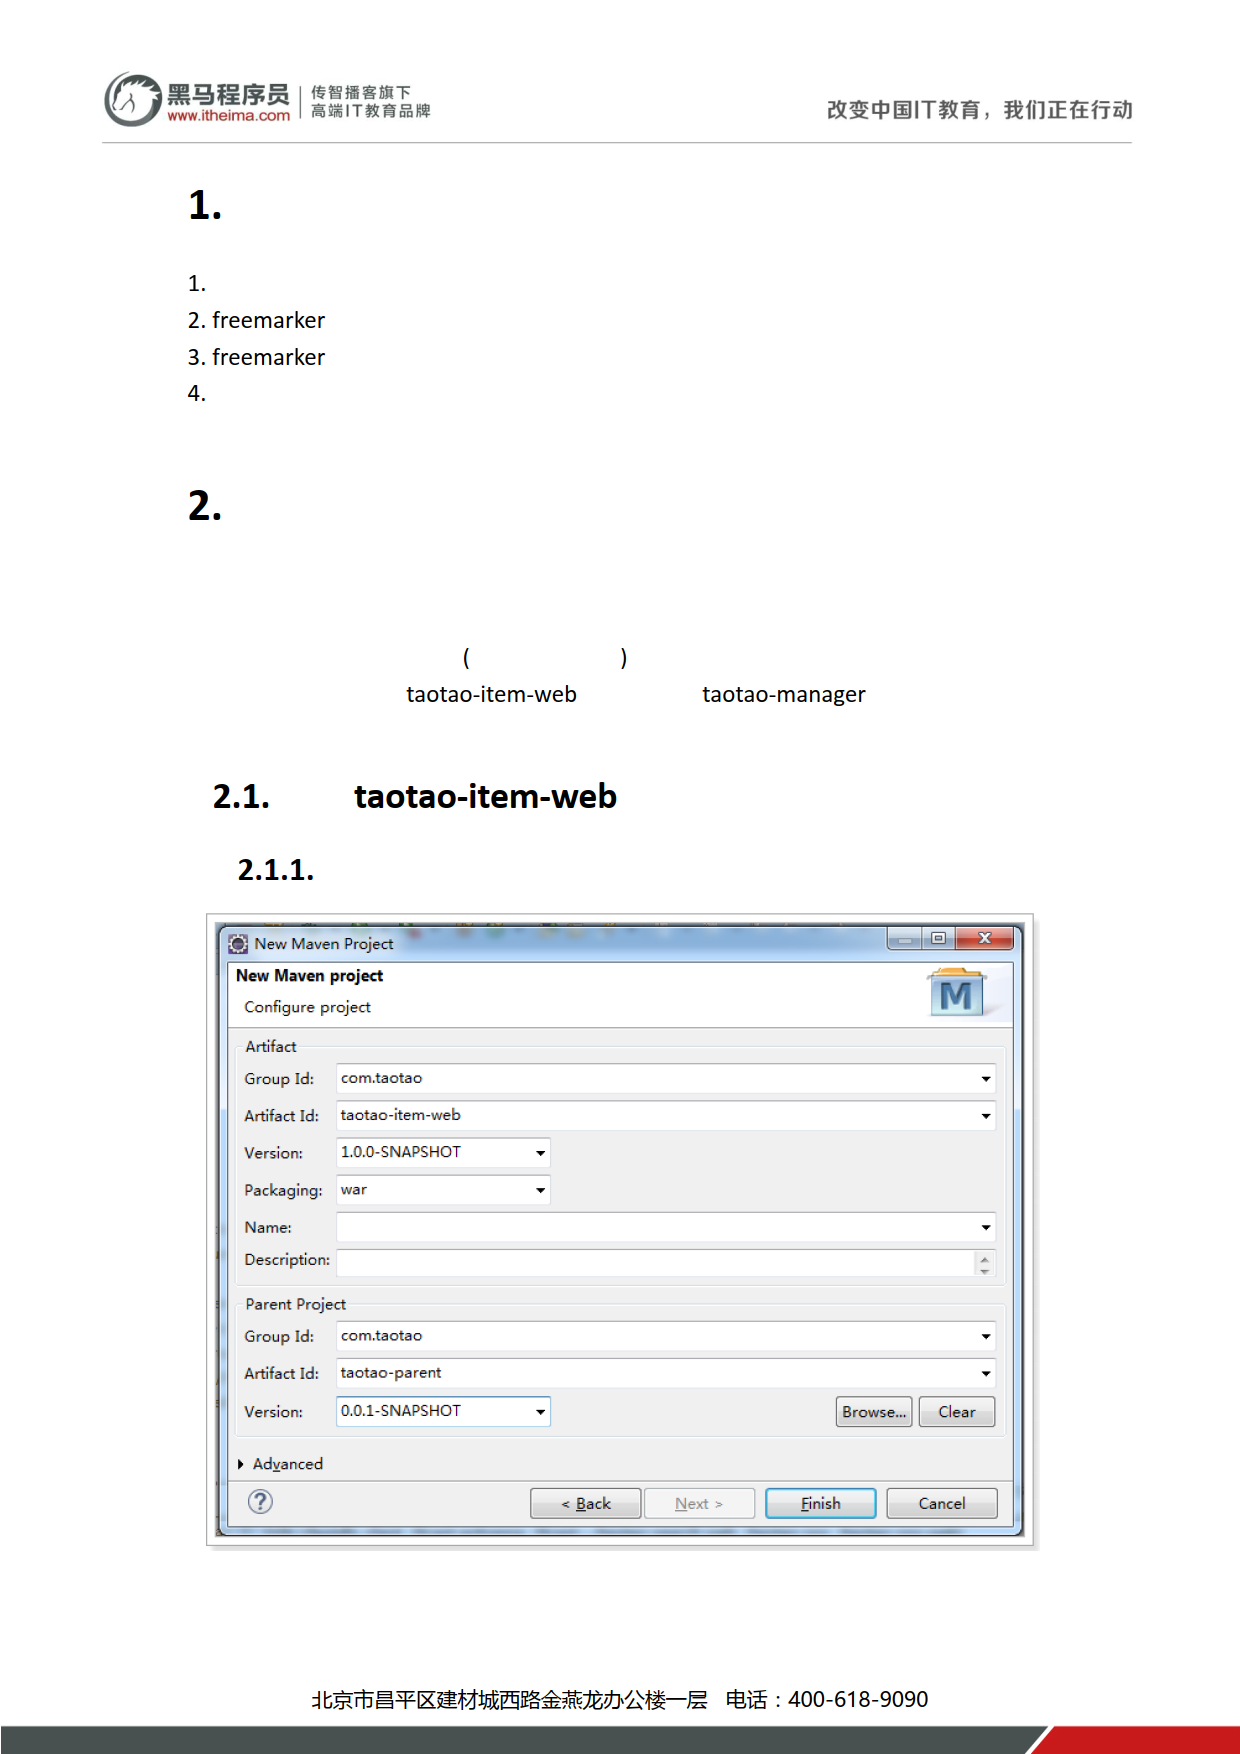 黑马程序员
www.itheima.com
传智播客旗下
高端IT教育品牌
改变中国IT教育，我们正在行动
1.
1.
2. freemarker
3. freemarker
4.
2.
( )
taotao-item-web taotao-manager
2.1. taotao-item-web
2.1.1.
New Maven Project
New Maven project
Configure project
Artifact
Group Id: com.taotao
Artifact Id: taotao-item-web
Version: 1.0.0-SNAPSHOT
Packaging: war
Name:
Description:
Parent Project
Group Id: com.taotao
Artifact Id: taotao-parent
Version: 0.0.1-SNAPSHOT Browse... Clear
Advanced
< Back Next > Finish Cancel
北京市昌平区建材城西路金燕龙办公楼一层 电话：400-618-9090